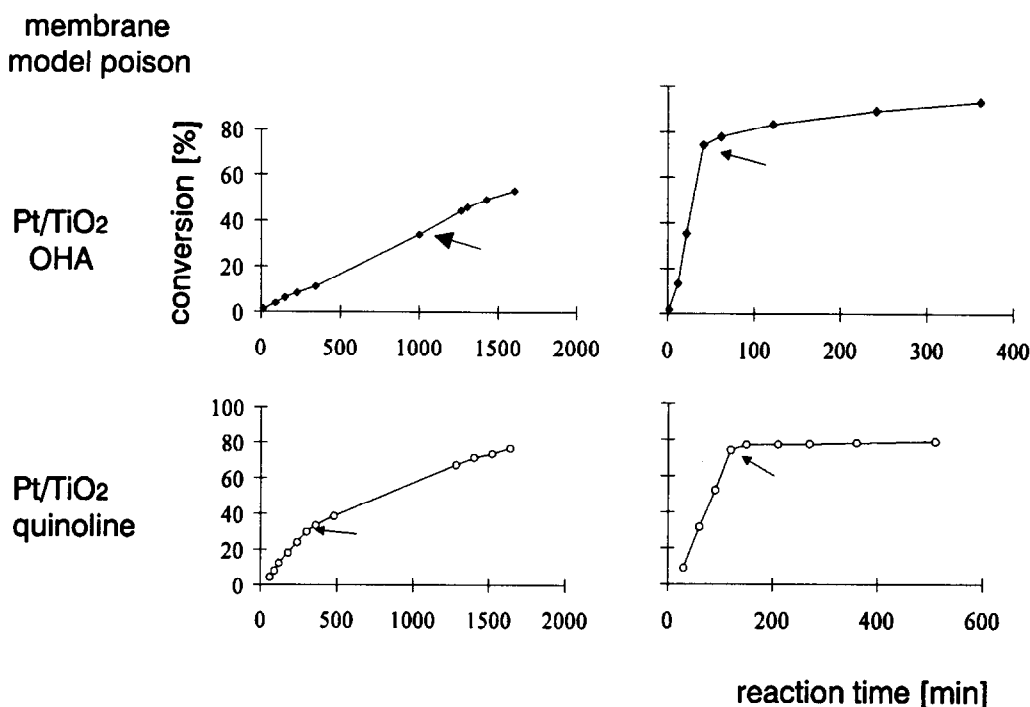 membrane
model poison
conversion [%]
Pt/TiO2
OHA
80
60
40
20
0
0 500 1000 1500 2000
0 100 200 300 400
Pt/TiO2
quinoline
100
80
60
40
20
0
0 500 1000 1500 2000
0 200 400 600
reaction time [min]